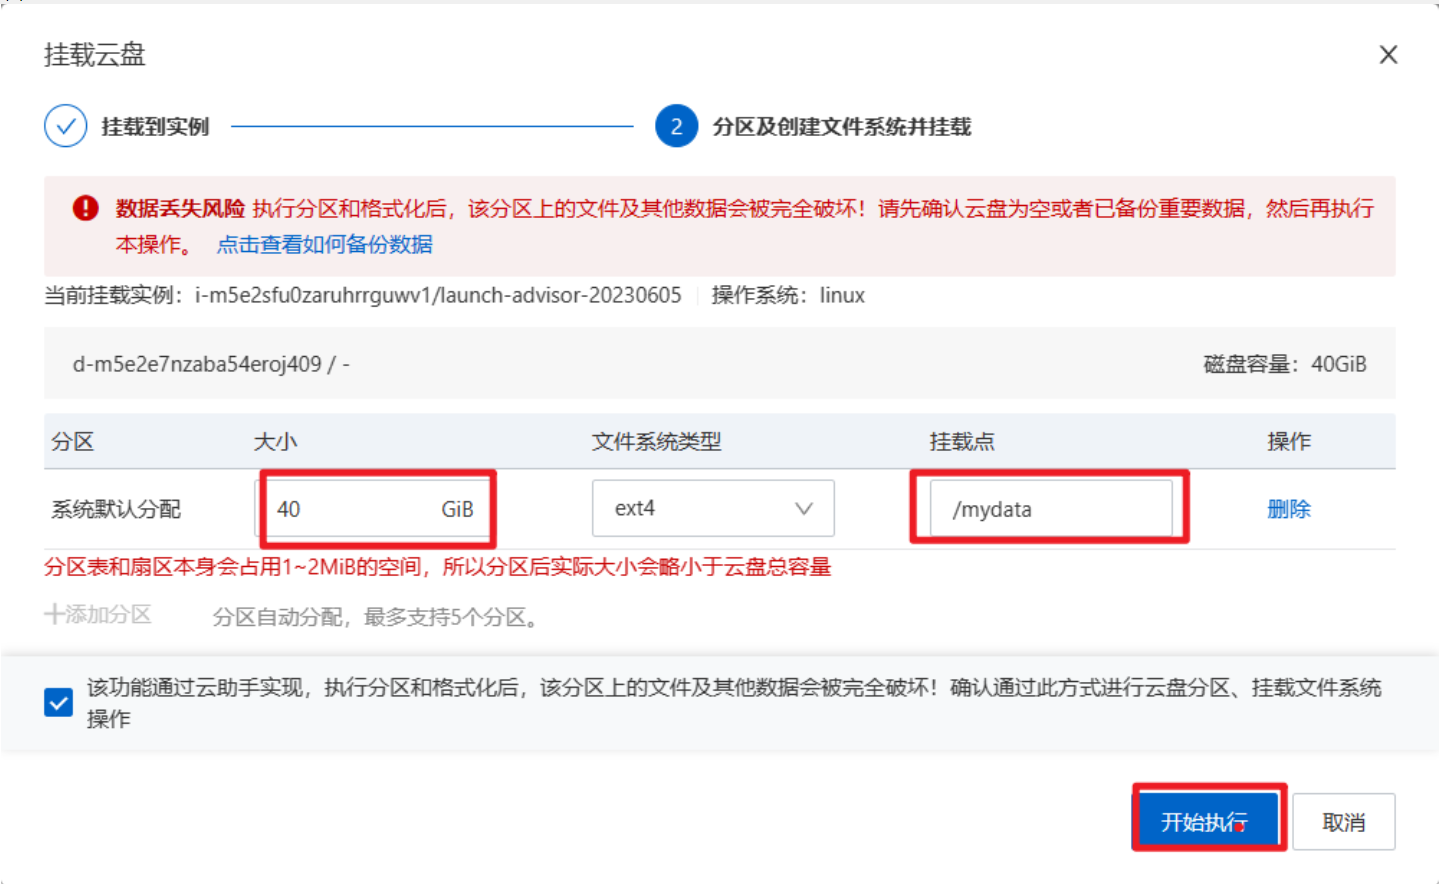 挂载云盘
挂载到实例
2 分区及创建文件系统并挂载
数据丢失风险 执行分区和格式化后，该分区上的文件及其他数据会被完全破坏！请先确认云盘为空或者已备份重要数据，然后再执行
本操作。 点击查看如何备份数据
当前挂载实例：i-m5e2sfu0zaruhrrguwv1/launch-advisor-20230605 操作系统：linux
d-m5e2e7nzaba54eroj409 / - 磁盘容量：40GiB
分区 大小 文件系统类型 挂载点 操作
系统默认分配 40 GiB ext4 /mydata 删除
分区表和扇区本身会占用1~2MiB的空间，所以分区后实际大小会略小于云盘总容量
添加分区 分区自动分配，最多支持5个分区。
该功能通过云助手实现，执行分区和格式化后，该分区上的文件及其他数据会被完全破坏！确认通过此方式进行云盘分区、挂载文件系统
操作
开始执行 取消